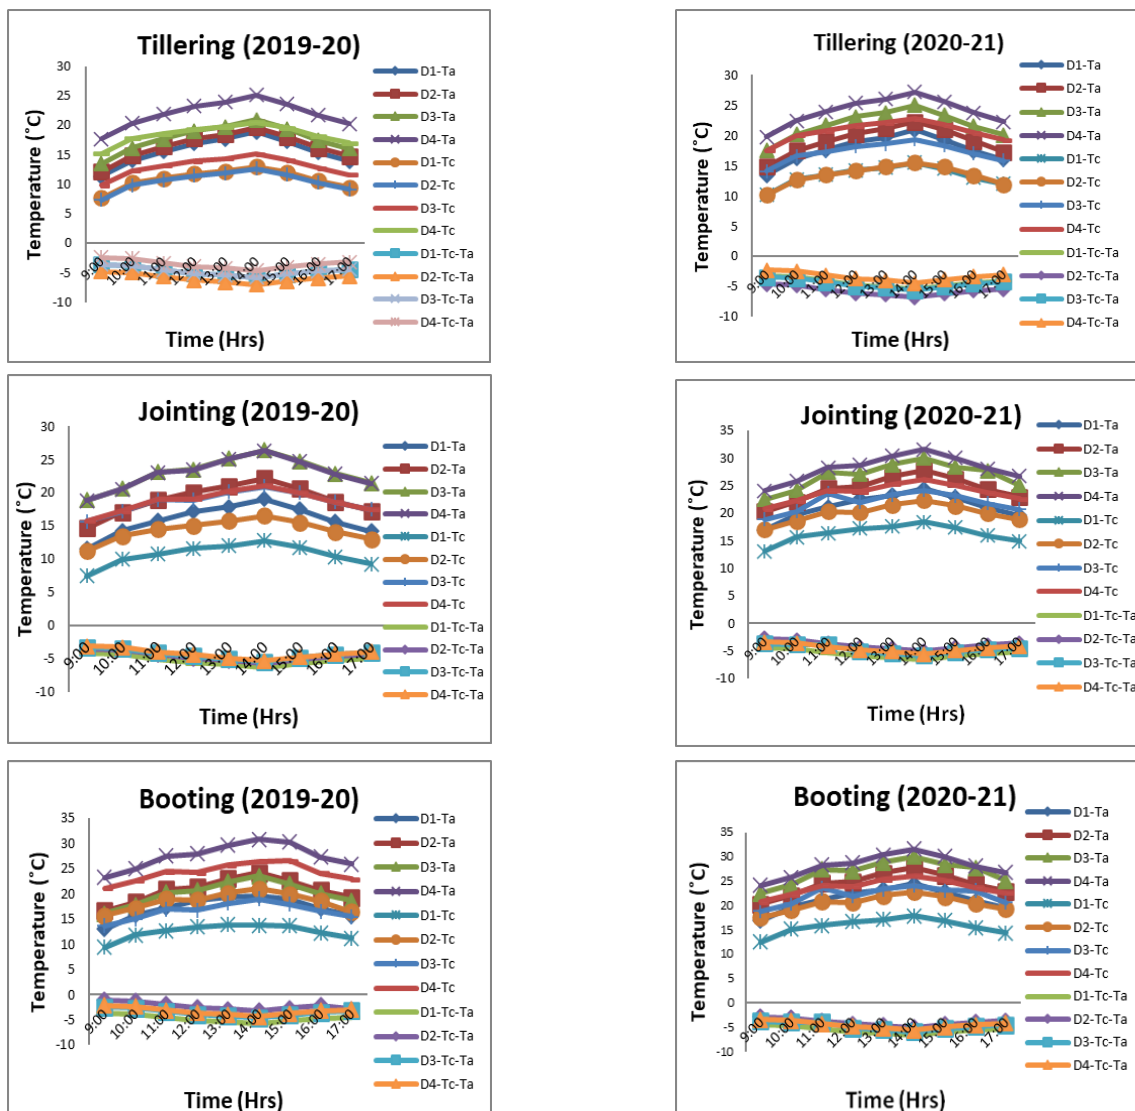 Tillering (2019-20)
Temperature (˚C)
30
25
20
15
10
5
0
-5
-10
9:00
10:00
11:00
12:00
13:00
14:00
15:00
16:00
17:00
Time (Hrs)
D1-Ta
D2-Ta
D3-Ta
D4-Ta
D1-Tc
D2-Tc
D3-Tc
D4-Tc
D1-Tc-Ta
D2-Tc-Ta
D3-Tc-Ta
D4-Tc-Ta
Tillering (2020-21)
Temperature (˚C)
30
25
20
15
10
5
0
-5
-10
9:00
10:00
11:00
12:00
13:00
14:00
15:00
16:00
17:00
Time (Hrs)
D1-Ta
D2-Ta
D3-Ta
D4-Ta
D1-Tc
D2-Tc
D3-Tc
D4-Tc
D1-Tc-Ta
D2-Tc-Ta
D3-Tc-Ta
D4-Tc-Ta
Jointing (2019-20)
Temperature (˚C)
30
25
20
15
10
5
0
-5
-10
9:00
10:00
11:00
12:00
13:00
14:00
15:00
16:00
17:00
Time (Hrs)
D1-Ta
D2-Ta
D3-Ta
D4-Ta
D1-Tc
D2-Tc
D3-Tc
D4-Tc
D1-Tc-Ta
D2-Tc-Ta
D3-Tc-Ta
D4-Tc-Ta
Jointing (2020-21)
Temperature (˚C)
35
30
25
20
15
10
5
0
-5
-10
9:00
10:00
11:00
12:00
13:00
14:00
15:00
16:00
17:00
Time (Hrs)
D1-Ta
D2-Ta
D3-Ta
D4-Ta
D1-Tc
D2-Tc
D3-Tc
D4-Tc
D1-Tc-Ta
D2-Tc-Ta
D3-Tc-Ta
D4-Tc-Ta
Booting (2019-20)
Temperature (˚C)
35
30
25
20
15
10
5
0
-5
-10
9:00
10:00
11:00
12:00
13:00
14:00
15:00
16:00
17:00
Time (Hrs)
D1-Ta
D2-Ta
D3-Ta
D4-Ta
D1-Tc
D2-Tc
D3-Tc
D4-Tc
D1-Tc-Ta
D2-Tc-Ta
D3-Tc-Ta
D4-Tc-Ta
Booting (2020-21)
Temperature (˚C)
35
30
25
20
15
10
5
0
-5
-10
9:00
10:00
11:00
12:00
13:00
14:00
15:00
16:00
17:00
Time (Hrs)
D1-Ta
D2-Ta
D3-Ta
D4-Ta
D1-Tc
D2-Tc
D3-Tc
D4-Tc
D1-Tc-Ta
D2-Tc-Ta
D3-Tc-Ta
D4-Tc-Ta